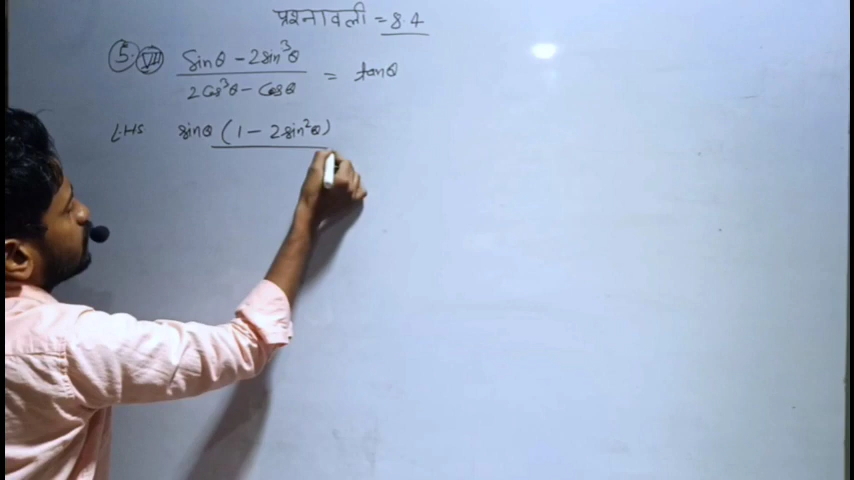 प्रश्नावली = 8.4
5. VII sinθ - 2sin³θ / 2cos³θ - cosθ = tanθ
LHS sinθ (1 - 2sin²θ)